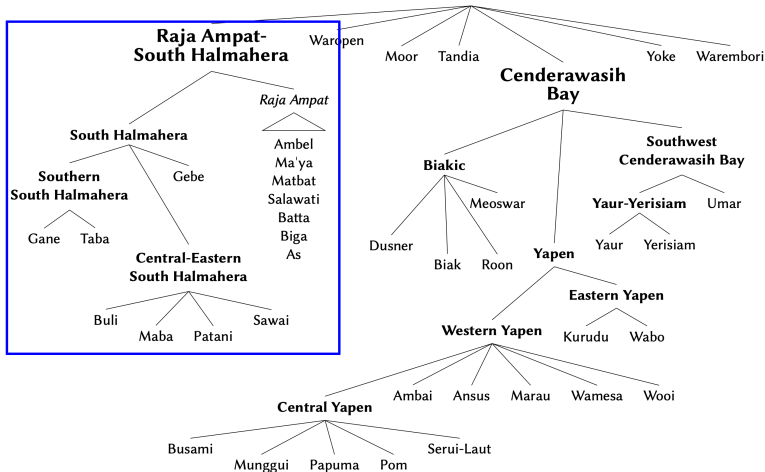 Raja Ampat-
South Halmahera
Waropen
Moor
Tandia
Yoke
Warembori
Cenderawasih
Bay
Raja Ampat
South Halmahera
Gebe
Southern
South Halmahera
Gane
Taba
Central-Eastern
South Halmahera
Buli
Maba
Patani
Sawai
Ambel
Ma'ya
Matbat
Salawati
Batta
Biga
As
Biakic
Meoswar
Dusner
Biak
Roon
Southwest
Cenderawasih Bay
Yaur-Yerisiam
Umar
Yaur
Yerisiam
Yapen
Eastern Yapen
Kurudu
Wabo
Western Yapen
Ambai
Ansus
Marau
Wamesa
Wooi
Central Yapen
Busami
Munggui
Papuma
Pom
Serui-Laut